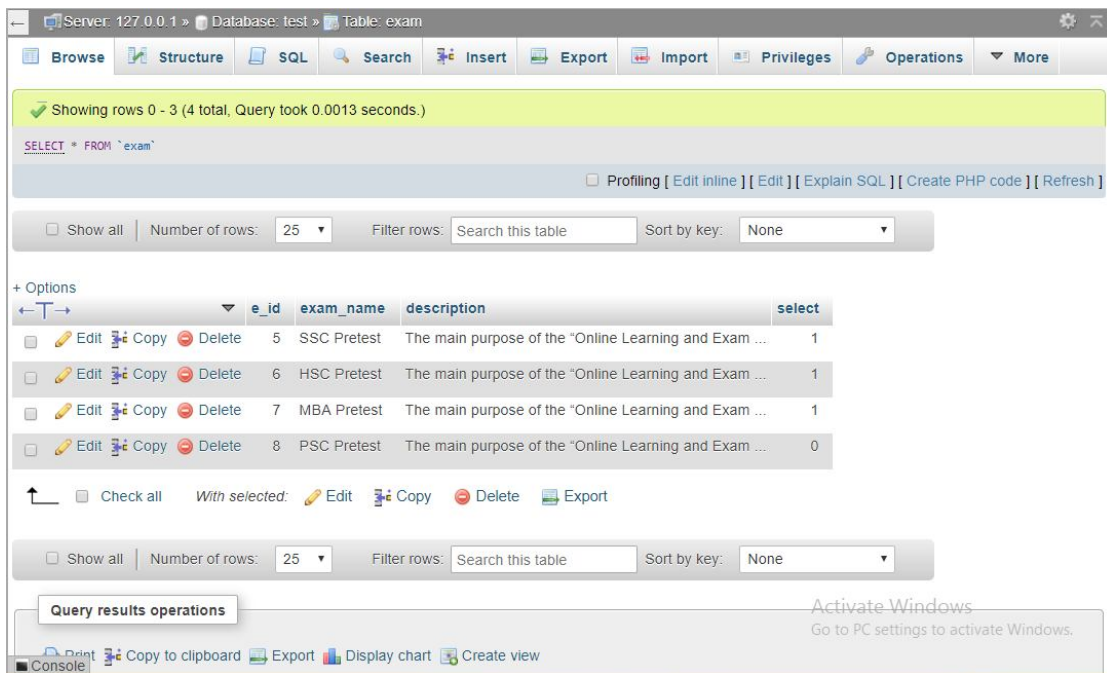 Server: 127.0.0.1 » Database: test » Table: exam
Browse Structure SQL Search Insert Export Import Privileges Operations More
Showing rows 0 - 3 (4 total, Query took 0.0013 seconds.)
SELECT * FROM `exam`
Profiling [ Edit inline ] [ Edit ] [ Explain SQL ] [ Create PHP code ] [ Refresh ]
Show all | Number of rows: 25 Filter rows: Search this table Sort by key: None
+ Options
e_id exam_name description select
Edit Copy Delete 5 SSC Pretest The main purpose of the “Online Learning and Exam ... 1
Edit Copy Delete 6 HSC Pretest The main purpose of the “Online Learning and Exam ... 1
Edit Copy Delete 7 MBA Pretest The main purpose of the “Online Learning and Exam ... 1
Edit Copy Delete 8 PSC Pretest The main purpose of the “Online Learning and Exam ... 0
Check all With selected: Edit Copy Delete Export
Show all | Number of rows: 25 Filter rows: Search this table Sort by key: None
Query results operations
Activate Windows
Go to PC settings to activate Windows.
Print Copy to clipboard Export Display chart Create view
Console